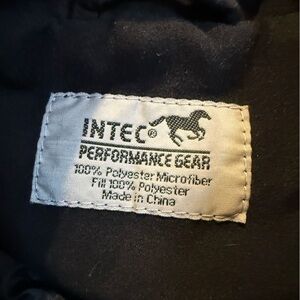 INTEC®
PERFORMANCE GEAR
100% Polyester Microfiber
Fill 100% Polyester
Made in China